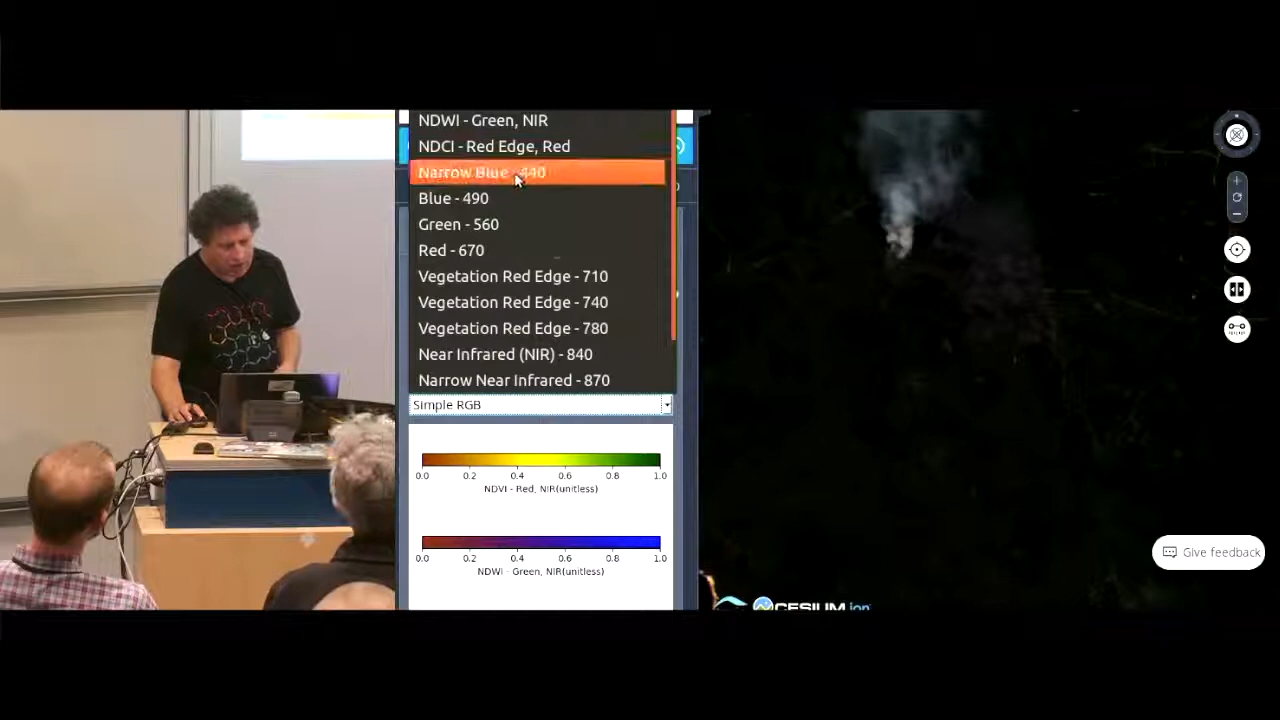 NDWI - Green, NIR
NDCI - Red Edge, Red
Narrow Blue - 440
Blue - 490
Green - 560
Red - 670
Vegetation Red Edge - 710
Vegetation Red Edge - 740
Vegetation Red Edge - 780
Near Infrared (NIR) - 840
Narrow Near Infrared - 870
Simple RGB
0.0 0.2 0.4 0.6 0.8 1.0
NDVI - Red, NIR(unitless)
0.0 0.2 0.4 0.6 0.8 1.0
NDWI - Green, NIR(unitless)
Give feedback
CESIUM ion